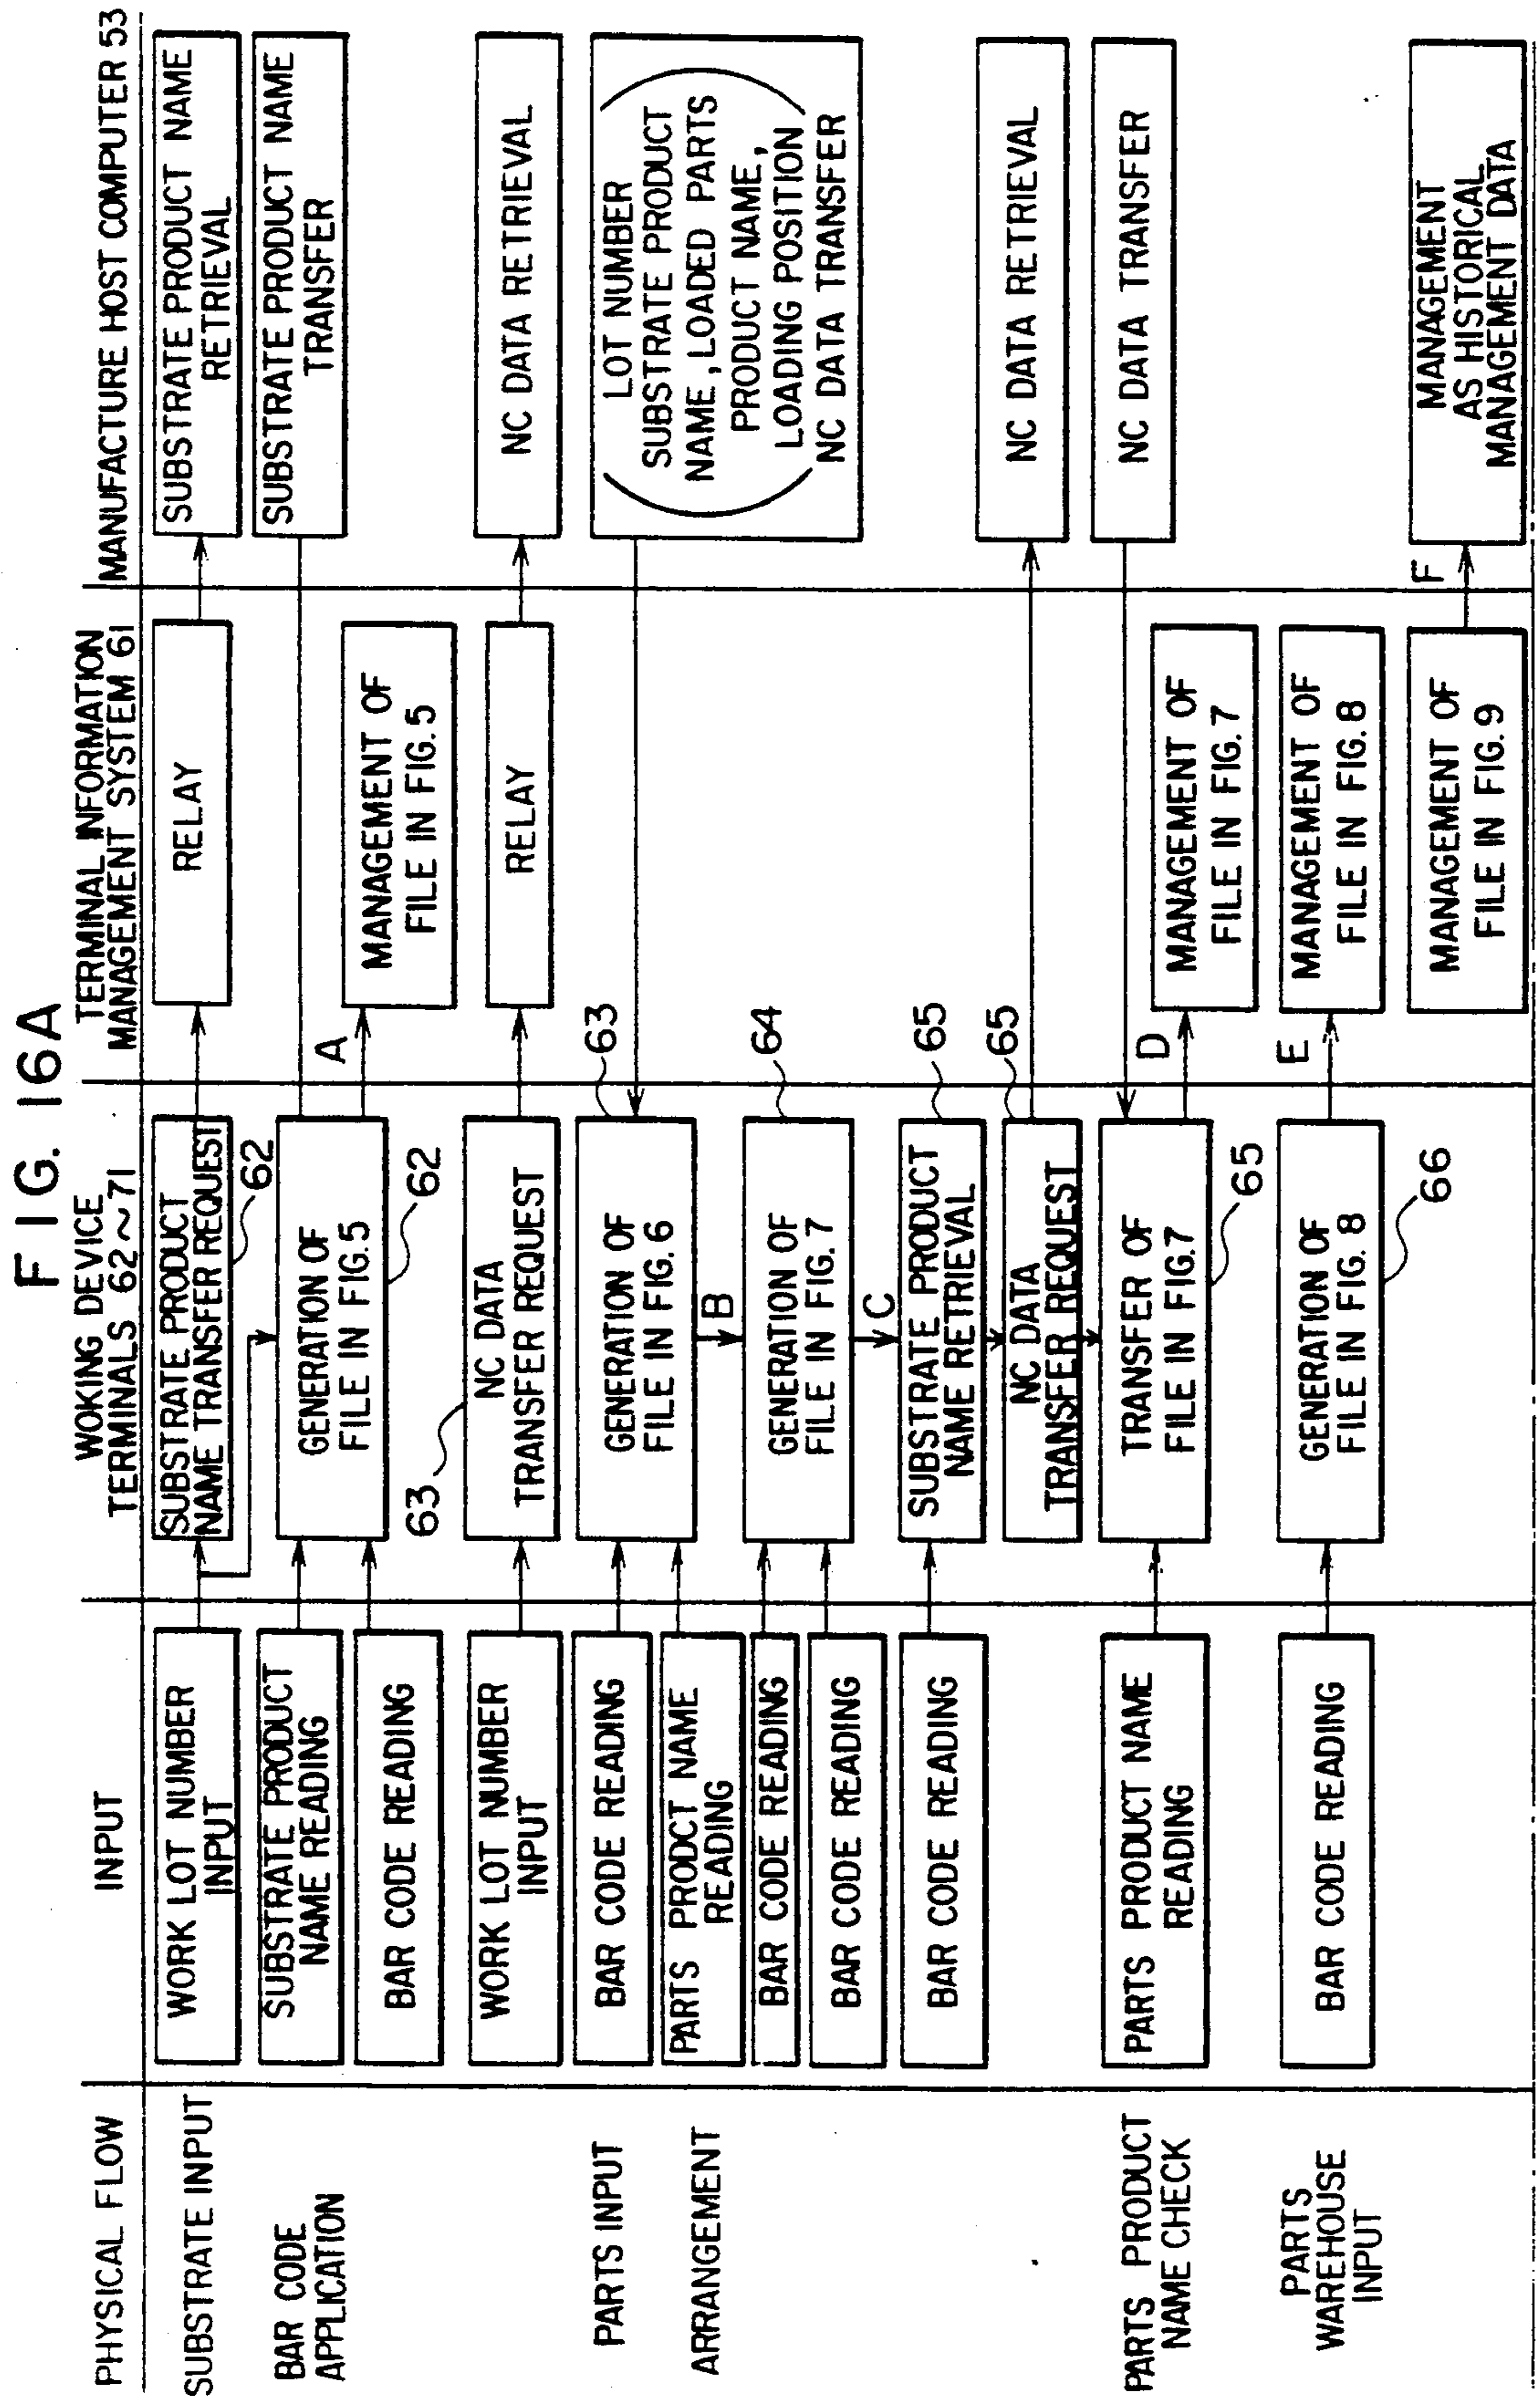 FIG. 16A
PHYSICAL FLOW
INPUT
WOKING DEVICE
TERMINALS 62~71
TERMINAL INFORMATION
MANAGEMENT SYSTEM 61
MANUFACTURE HOST COMPUTER 53
SUBSTRATE INPUT
WORK LOT NUMBER
INPUT
SUBSTRATE PRODUCT
NAME TRANSFER REQUEST
62
RELAY
SUBSTRATE PRODUCT NAME
RETRIEVAL
SUBSTRATE PRODUCT NAME
TRANSFER
BAR CODE
APPLICATION
SUBSTRATE PRODUCT
NAME READING
BAR CODE READING
GENERATION OF
FILE IN FIG.5
62
A
MANAGEMENT OF
FILE IN FIG.5
WORK LOT NUMBER
INPUT
63
NC DATA
TRANSFER REQUEST
RELAY
NC DATA RETRIEVAL
PARTS INPUT
BAR CODE READING
PARTS PRODCT NAME
READING
GENERATION OF
FILE IN FIG. 6
63
LOT NUMBER
SUBSTRATE PRODUCT
NAME, LOADED PARTS
PRODUCT NAME,
LOADING POSITION
NC DATA TRANSFER
B
ARRANGEMENT
BAR CODE READING
BAR CODE READING
GENERATION OF
FILE IN FIG.7
64
C
BAR CODE READING
SUBSTRATE PRODUCT
NAME RETRIEVAL
65
NC DATA
TRANSFER REQUEST
65
NC DATA RETRIEVAL
NC DATA TRANSFER
PARTS PRODUCT
NAME CHECK
PARTS PRODUCT NAME
READING
TRANSFER OF
FILE IN FIG.7
65
D
MANAGEMENT OF
FILE IN FIG. 7
PARTS
WAREHOUSE
INPUT
BAR CODE READING
GENERATION OF
FILE IN FIG. 8
66
E
MANAGEMENT OF
FILE IN FIG. 8
MANAGEMENT OF
FILE IN FIG. 9
F
MANAGEMENT
AS HISTORICAL
MANAGEMENT DATA